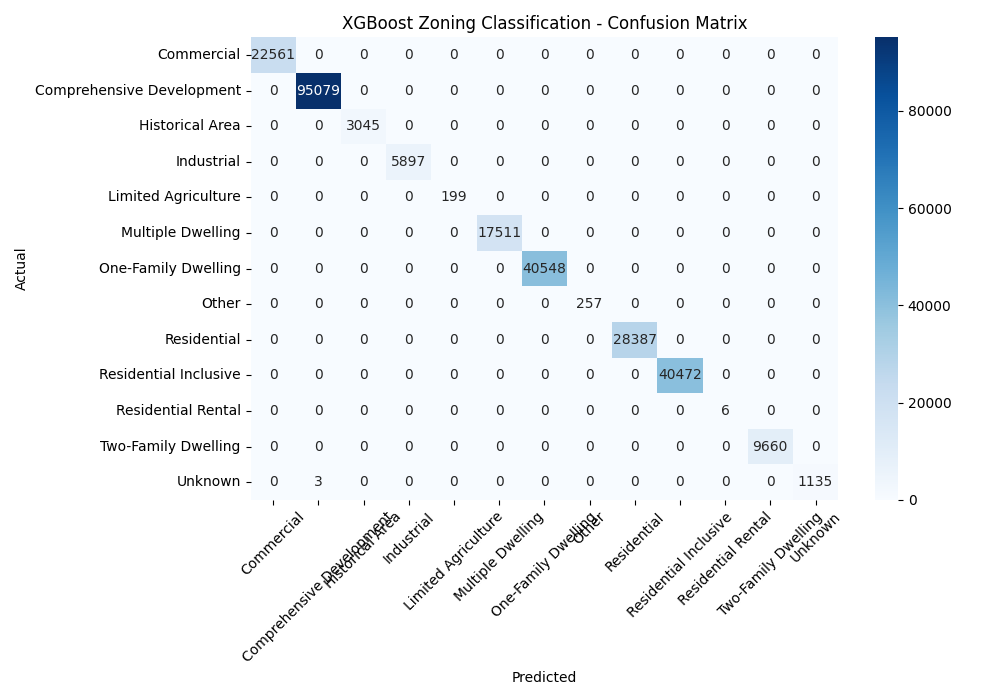 XGBoost Zoning Classification - Confusion Matrix
Actual
Commercial 22561 0 0 0 0 0 0 0 0 0 0 0 0
Comprehensive Development 0 95079 0 0 0 0 0 0 0 0 0 0 0
Historical Area 0 0 3045 0 0 0 0 0 0 0 0 0 0
Industrial 0 0 0 5897 0 0 0 0 0 0 0 0 0
Limited Agriculture 0 0 0 0 199 0 0 0 0 0 0 0 0
Multiple Dwelling 0 0 0 0 0 17511 0 0 0 0 0 0 0
One-Family Dwelling 0 0 0 0 0 0 40548 0 0 0 0 0 0
Other 0 0 0 0 0 0 0 257 0 0 0 0 0
Residential 0 0 0 0 0 0 0 0 28387 0 0 0 0
Residential Inclusive 0 0 0 0 0 0 0 0 0 40472 0 0 0
Residential Rental 0 0 0 0 0 0 0 0 0 0 6 0 0
Two-Family Dwelling 0 0 0 0 0 0 0 0 0 0 0 9660 0
Unknown 0 3 0 0 0 0 0 0 0 0 0 0 1135
Commercial
Comprehensive Development
Historical Area
Industrial
Limited Agriculture
Multiple Dwelling
One-Family Dwelling
Other
Residential
Residential Inclusive
Residential Rental
Two-Family Dwelling
Unknown
Predicted
80000
60000
40000
20000
0